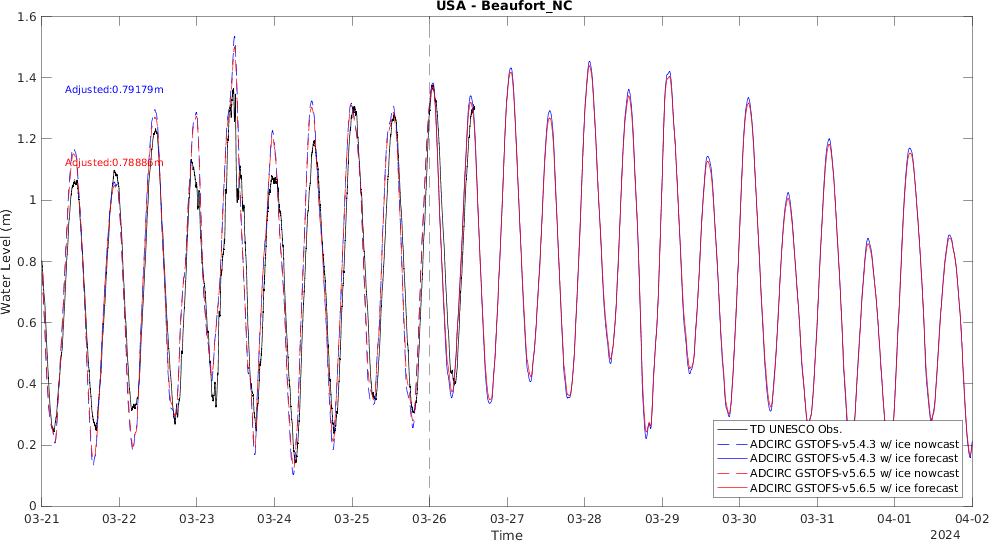 USA - Beaufort_NC
1.6
1.4
1.2
1
0.8
0.6
0.4
0.2
0
Water Level (m)
Adjusted:0.79179m
Adjusted:0.78886m
TD UNESCO Obs.
ADCIRC GSTOFS-v5.4.3 w/ ice nowcast
ADCIRC GSTOFS-v5.4.3 w/ ice forecast
ADCIRC GSTOFS-v5.6.5 w/ ice nowcast
ADCIRC GSTOFS-v5.6.5 w/ ice forecast
03-21 03-22 03-23 03-24 03-25 03-26 03-27 03-28 03-29 03-30 03-31 04-01 04-02
Time
2024